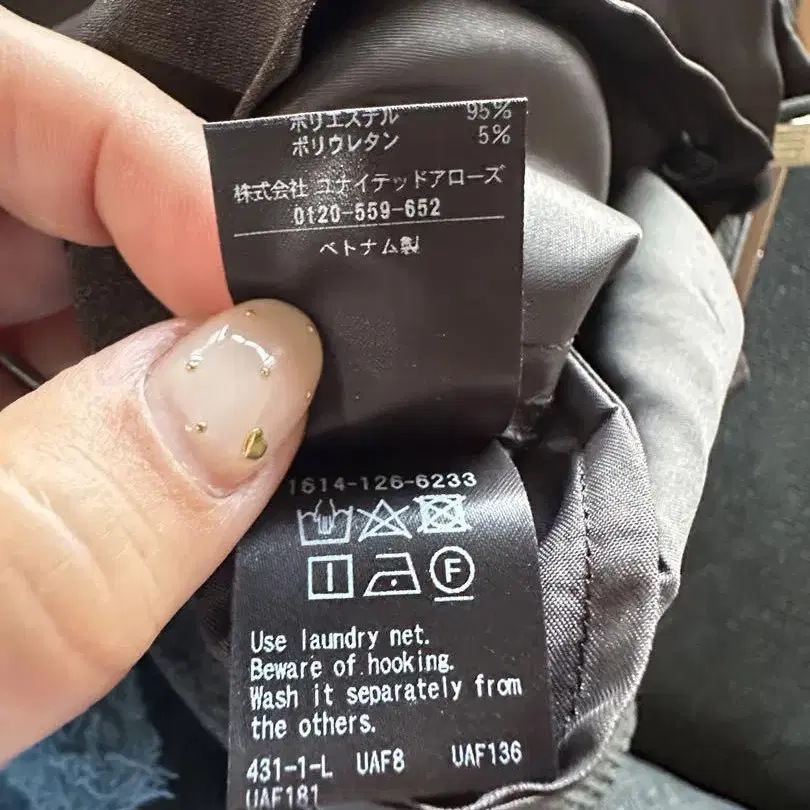 ポリエステル 95%
ポリウレタン 5%
株式会社 ユナイテッドアローズ
0120-559-652
ベトナム製
1614-126-6233
F
Use laundry net.
Beware of hooking.
Wash it separately from
the others.
431-1-L UAF8 UAF136
UAF181